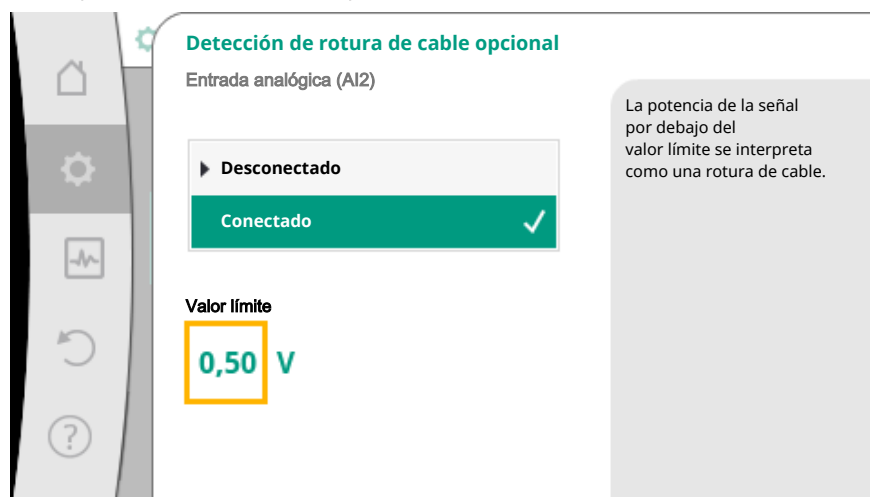 Detección de rotura de cable opcional
Entrada analógica (AI2)
Desconectado
Conectado
Valor límite
0,50 V
La potencia de la señal
por debajo del
valor límite se interpreta
como una rotura de cable.
?